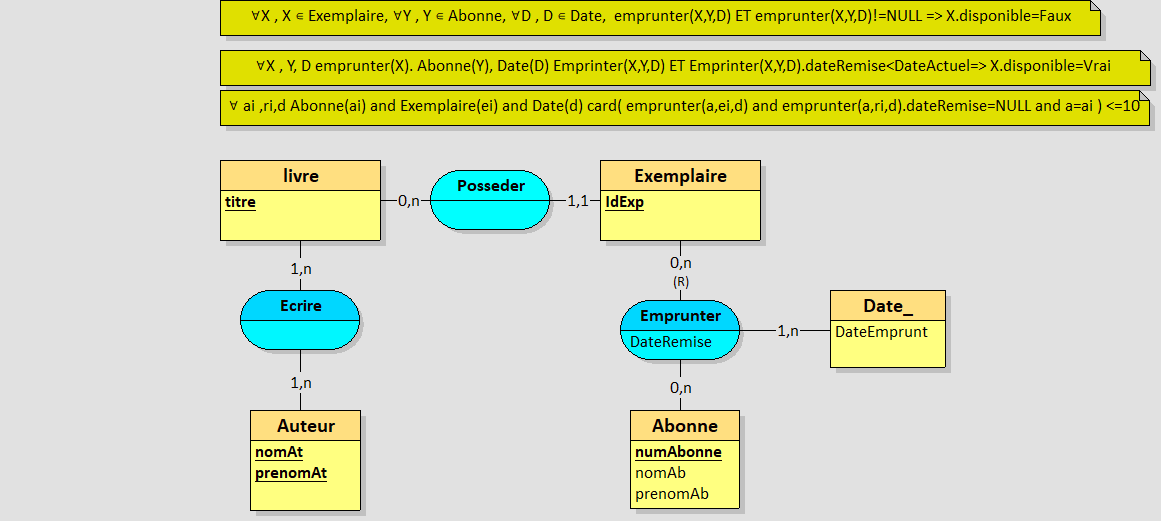 ∀X , X ∈ Exemplaire, ∀Y , Y ∈ Abonne, ∀D , D ∈ Date, emprunter(X,Y,D) ET emprunter(X,Y,D)!=NULL => X.disponible=Faux
∀X , Y, D emprunter(X). Abonne(Y), Date(D) Emprinter(X,Y,D) ET Emprinter(X,Y,D).dateRemise<DateActuel=> X.disponible=Vrai
∀ ai ,ri,d Abonne(ai) and Exemplaire(ei) and Date(d) card( emprunter(a,ei,d) and emprunter(a,ri,d).dateRemise=NULL and a=ai ) <=10
livre
titre
0,n
Posseder
1,1
Exemplaire
IdExp
1,n
0,n
(R)
Ecrire
Emprunter
DateRemise
1,n
Date_
DateEmprunt
1,n
0,n
Auteur
nomAt
prenomAt
Abonne
numAbonne
nomAb
prenomAb